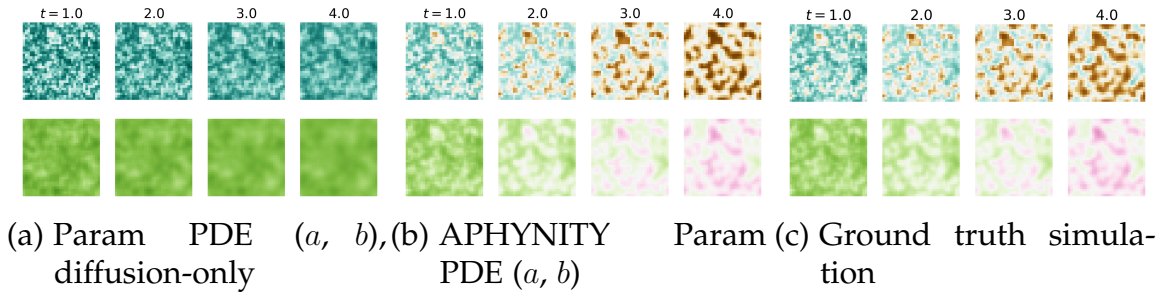 t = 1.0 2.0 3.0 4.0 t = 1.0 2.0 3.0 4.0 t = 1.0 2.0 3.0 4.0
(a) Param PDE (a, b),
diffusion-only
(b) APHYNITY Param
PDE (a, b)
(c) Ground truth simula-
tion